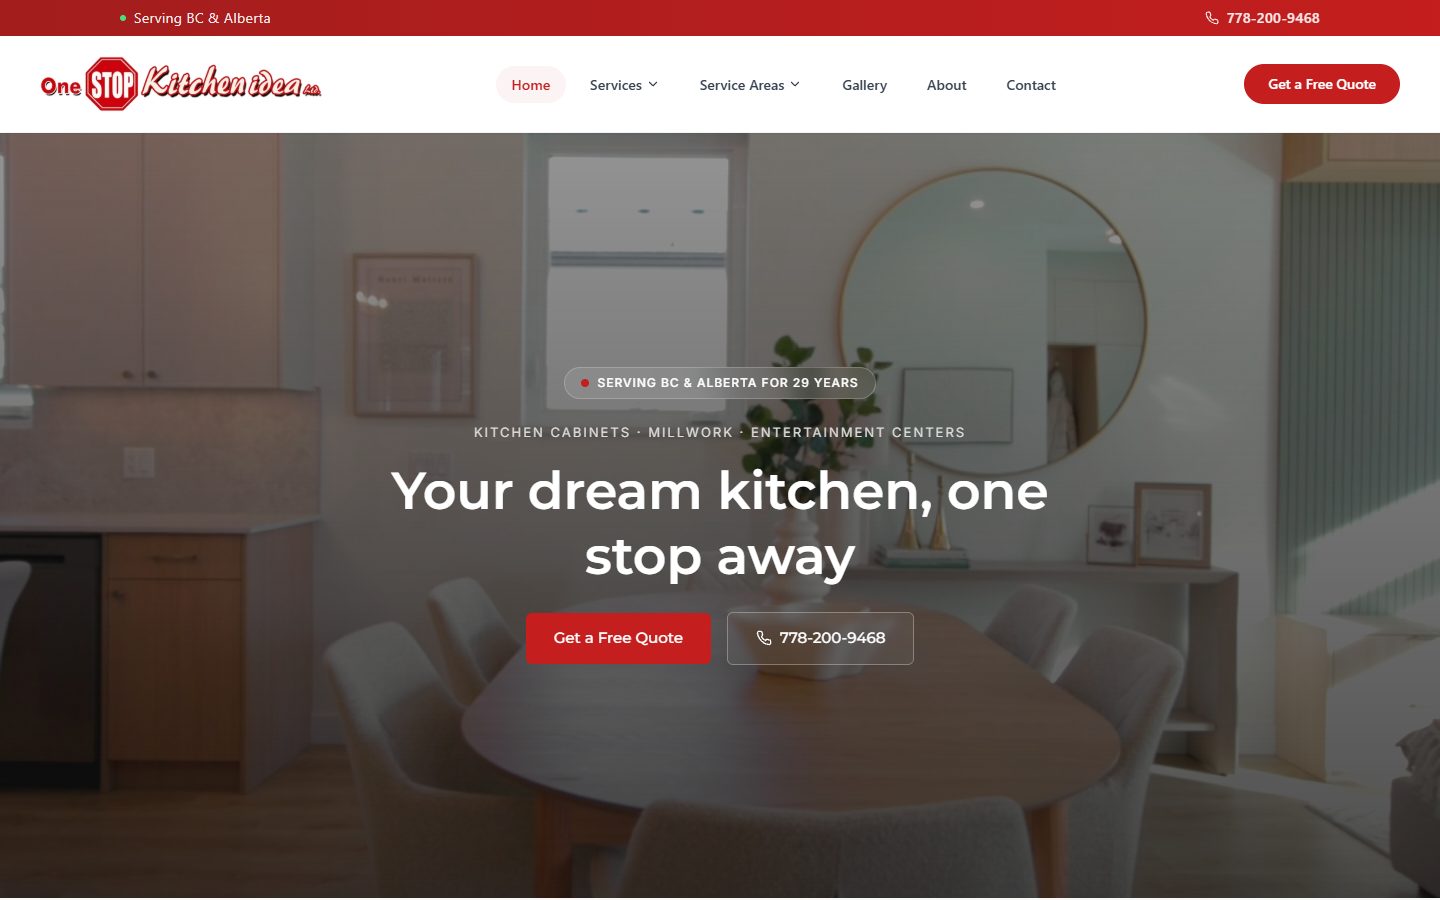 Serving BC & Alberta
778-200-9468
One STOP Kitchen idea co.
Home
Services
Service Areas
Gallery
About
Contact
Get a Free Quote
SERVING BC & ALBERTA FOR 29 YEARS
KITCHEN CABINETS · MILLWORK · ENTERTAINMENT CENTERS
Your dream kitchen, one
stop away
Get a Free Quote
778-200-9468